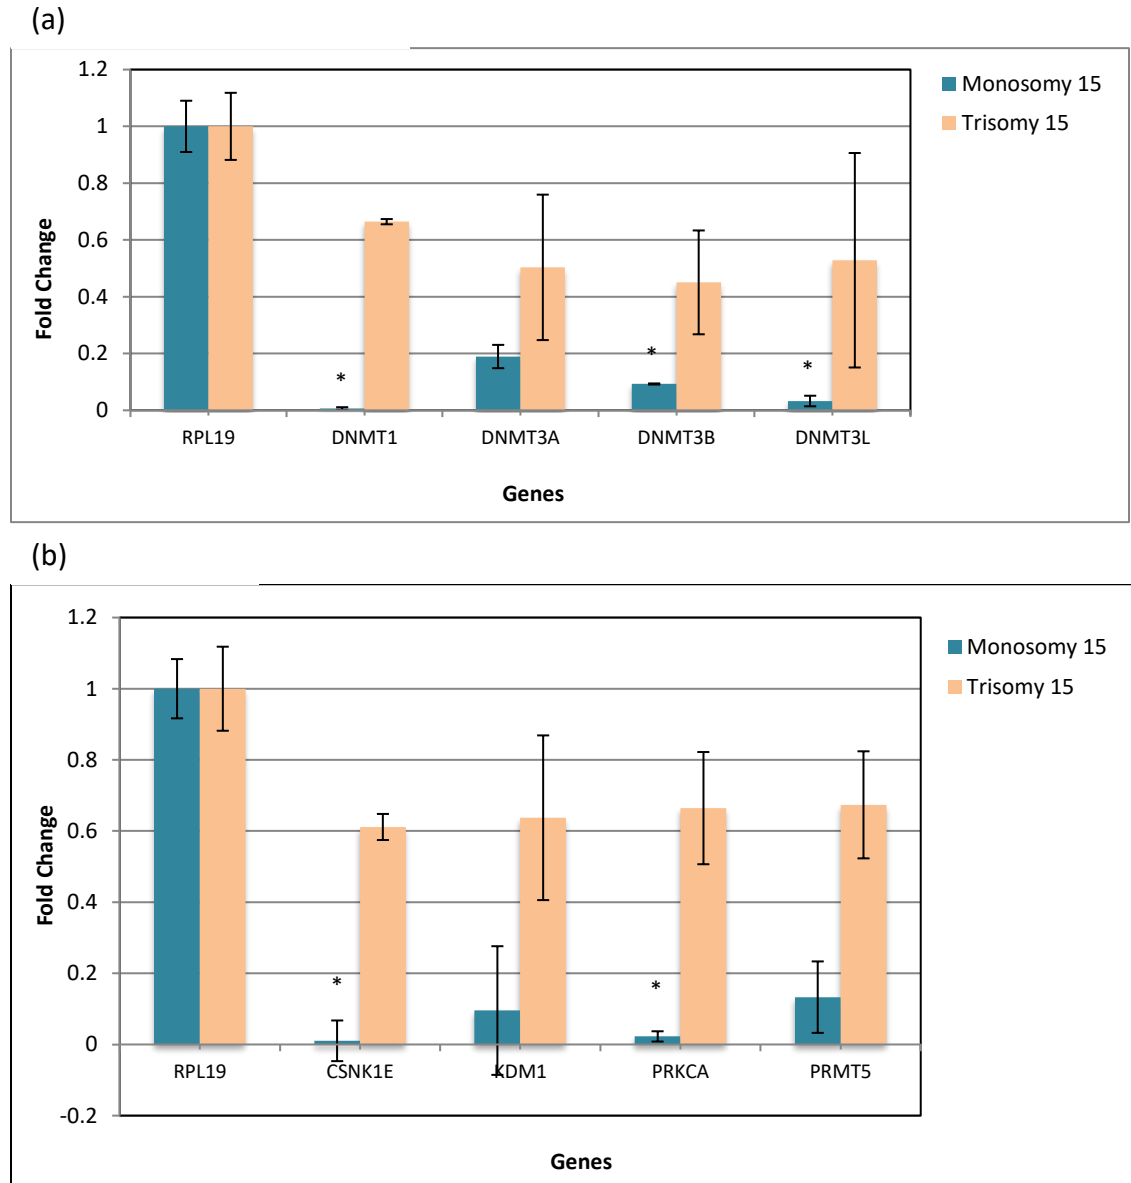 (a)
1.2
1
0.8
0.6
0.4
0.2
0
Fold Change
*
*
*
RPL19 DNMT1 DNMT3A DNMT3B DNMT3L
Genes
Monosomy 15
Trisomy 15
(b)
1.2
1
0.8
0.6
0.4
0.2
0
-0.2
Fold Change
*
*
RPL19 CSNK1E KDM1 PRKCA PRMT5
Genes
Monosomy 15
Trisomy 15